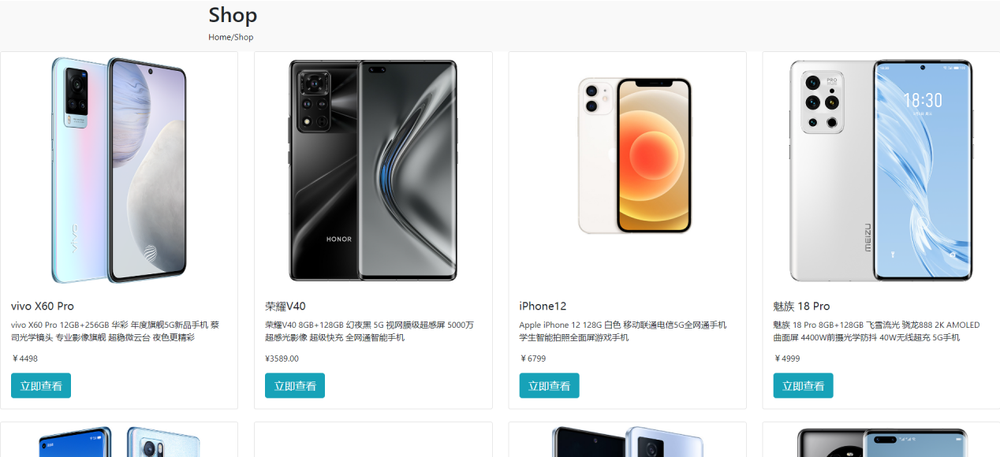 Shop
Home/Shop
vivo
HONOR
PRO
18:30
MEIZU
vivo X60 Pro
vivo X60 Pro 12GB+256GB 华彩 年度旗舰5G新品手机 蔡
司光学镜头 专业影像旗舰 超稳微云台 夜色更精彩
￥4498
立即查看
荣耀V40
荣耀V40 8GB+128GB 幻夜黑 5G 视网膜级超感屏 5000万
超感光影像 超级快充 全网通智能手机
¥3589.00
立即查看
iPhone12
Apple iPhone 12 128G 白色 移动联通电信5G全网通手机
学生智能拍照全面屏游戏手机
￥6799
立即查看
魅族 18 Pro
魅族 18 Pro 8GB+128GB 飞雪流光 骁龙888 2K AMOLED
曲面屏 4400W前摄光学防抖 40W无线超充 5G手机
￥4999
立即查看